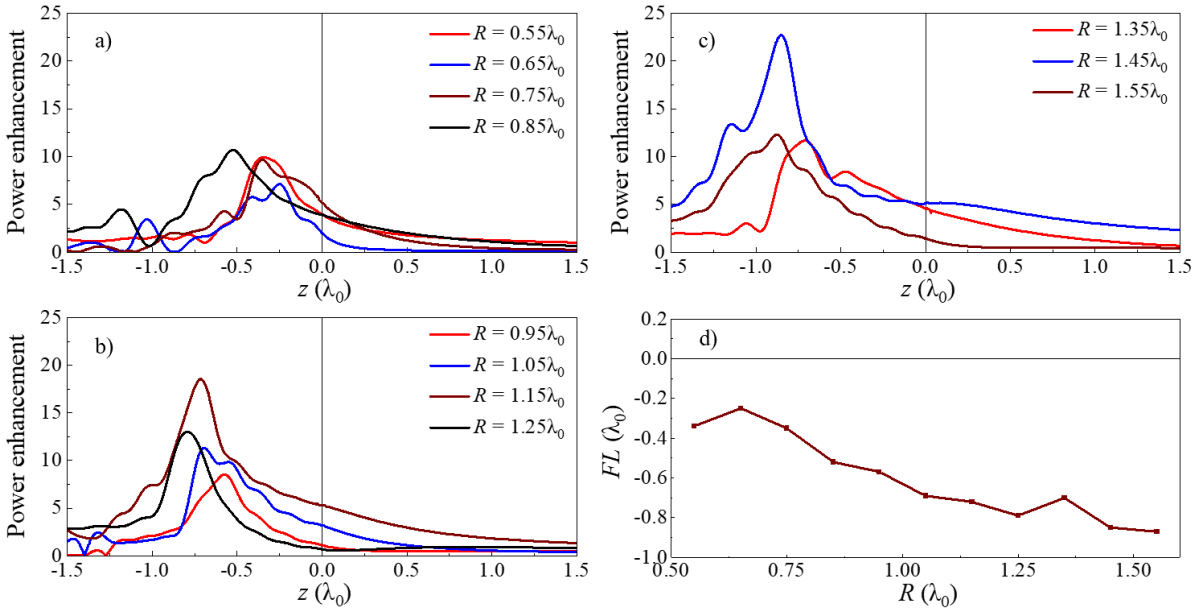 a)
R = 0.55λ₀
R = 0.65λ₀
R = 0.75λ₀
R = 0.85λ₀
Power enhancement
25
20
15
10
5
0
-1.5 -1.0 -0.5 0.0 0.5 1.0 1.5
z (λ₀)
c)
R = 1.35λ₀
R = 1.45λ₀
R = 1.55λ₀
Power enhancement
25
20
15
10
5
0
-1.5 -1.0 -0.5 0.0 0.5 1.0 1.5
z (λ₀)
b)
R = 0.95λ₀
R = 1.05λ₀
R = 1.15λ₀
R = 1.25λ₀
Power enhancement
25
20
15
10
5
0
-1.5 -1.0 -0.5 0.0 0.5 1.0 1.5
z (λ₀)
d)
FL (λ₀)
0.2
0.0
-0.2
-0.4
-0.6
-0.8
-1.0
0.50 0.75 1.00 1.25 1.50
R (λ₀)